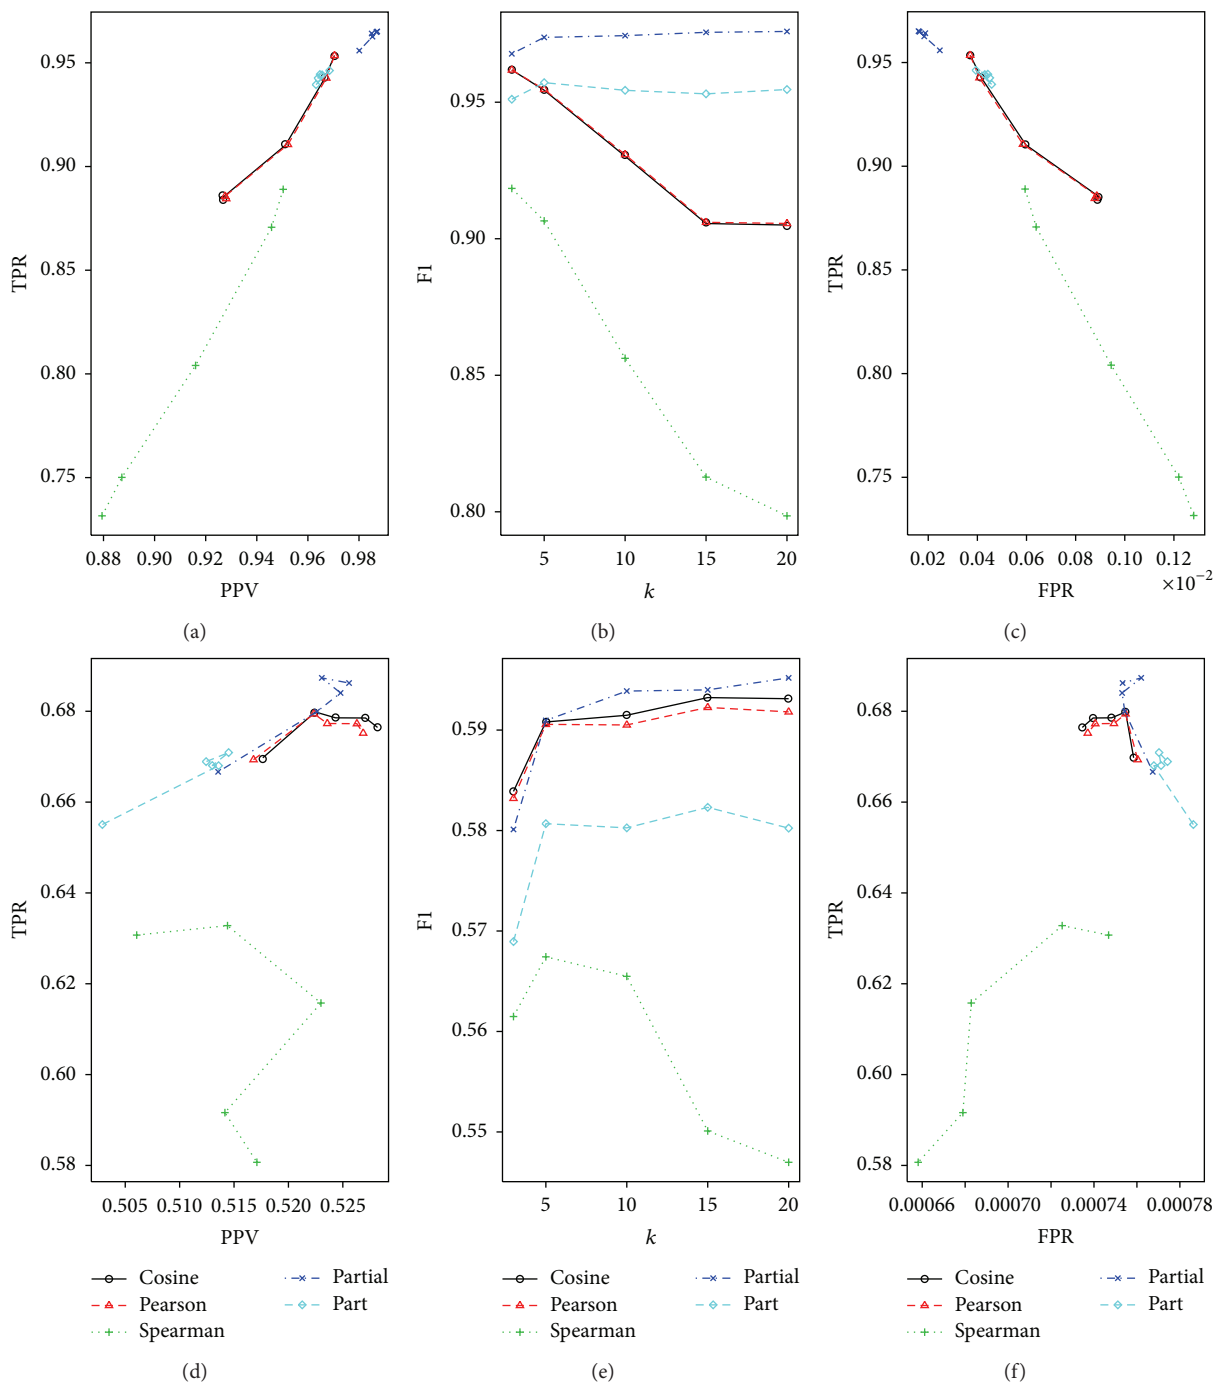 0.95
0.90
0.85
0.80
0.75
TPR
0.88 0.90 0.92 0.94 0.96 0.98
PPV
(a)
0.95
0.90
0.85
0.80
F1
5 10 15 20
k
(b)
0.95
0.90
0.85
0.80
0.75
TPR
0.02 0.04 0.06 0.08 0.10 0.12
×10⁻²
FPR
(c)
0.68
0.66
0.64
0.62
0.60
0.58
TPR
0.505 0.510 0.515 0.520 0.525
PPV
Cosine Partial
Pearson Part
Spearman
(d)
0.59
0.58
0.57
0.56
0.55
F1
5 10 15 20
k
Cosine Partial
Pearson Part
Spearman
(e)
0.68
0.66
0.64
0.62
0.60
0.58
TPR
0.00066 0.00070 0.00074 0.00078
FPR
Cosine Partial
Pearson Part
Spearman
(f)